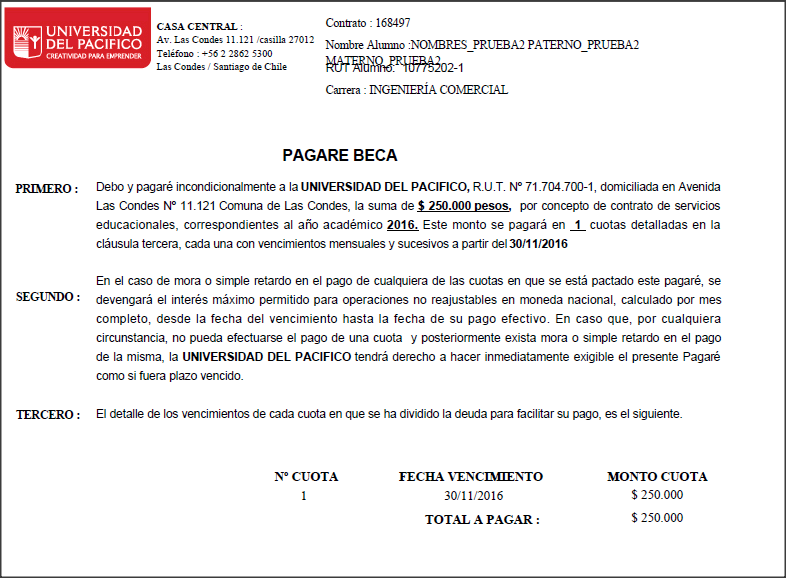 UNIVERSIDAD
DEL PACIFICO
CREATIVIDAD PARA EMPRENDER
CASA CENTRAL :
Av. Las Condes 11.121 /casilla 27012
Teléfono : +56 2 2862 5300
Las Condes / Santiago de Chile
Contrato : 168497
Nombre Alumno :NOMBRES_PRUEBA2 PATERNO_PRUEBA2
MATERNO_PRUEBA2
RUT Alumno: 10775202-1
Carrera : INGENIERÍA COMERCIAL
PAGARE BECA
PRIMERO : Debo y pagaré incondicionalmente a la UNIVERSIDAD DEL PACIFICO, R.U.T. Nº 71.704.700-1, domiciliada en Avenida
Las Condes Nº 11.121 Comuna de Las Condes, la suma de $ 250.000 pesos, por concepto de contrato de servicios
educacionales, correspondientes al año académico 2016. Este monto se pagará en 1 cuotas detalladas en la
cláusula tercera, cada una con vencimientos mensuales y sucesivos a partir del 30/11/2016
SEGUNDO : En el caso de mora o simple retardo en el pago de cualquiera de las cuotas en que se está pactado este pagaré, se
devengará el interés máximo permitido para operaciones no reajustables en moneda nacional, calculado por mes
completo, desde la fecha del vencimiento hasta la fecha de su pago efectivo. En caso que, por cualquiera
circunstancia, no pueda efectuarse el pago de una cuota y posteriormente exista mora o simple retardo en el pago
de la misma, la UNIVERSIDAD DEL PACIFICO tendrá derecho a hacer inmediatamente exigible el presente Pagaré
como si fuera plazo vencido.
TERCERO : El detalle de los vencimientos de cada cuota en que se ha dividido la deuda para facilitar su pago, es el siguiente.
Nº CUOTA FECHA VENCIMIENTO MONTO CUOTA
1 30/11/2016 $ 250.000
TOTAL A PAGAR : $ 250.000